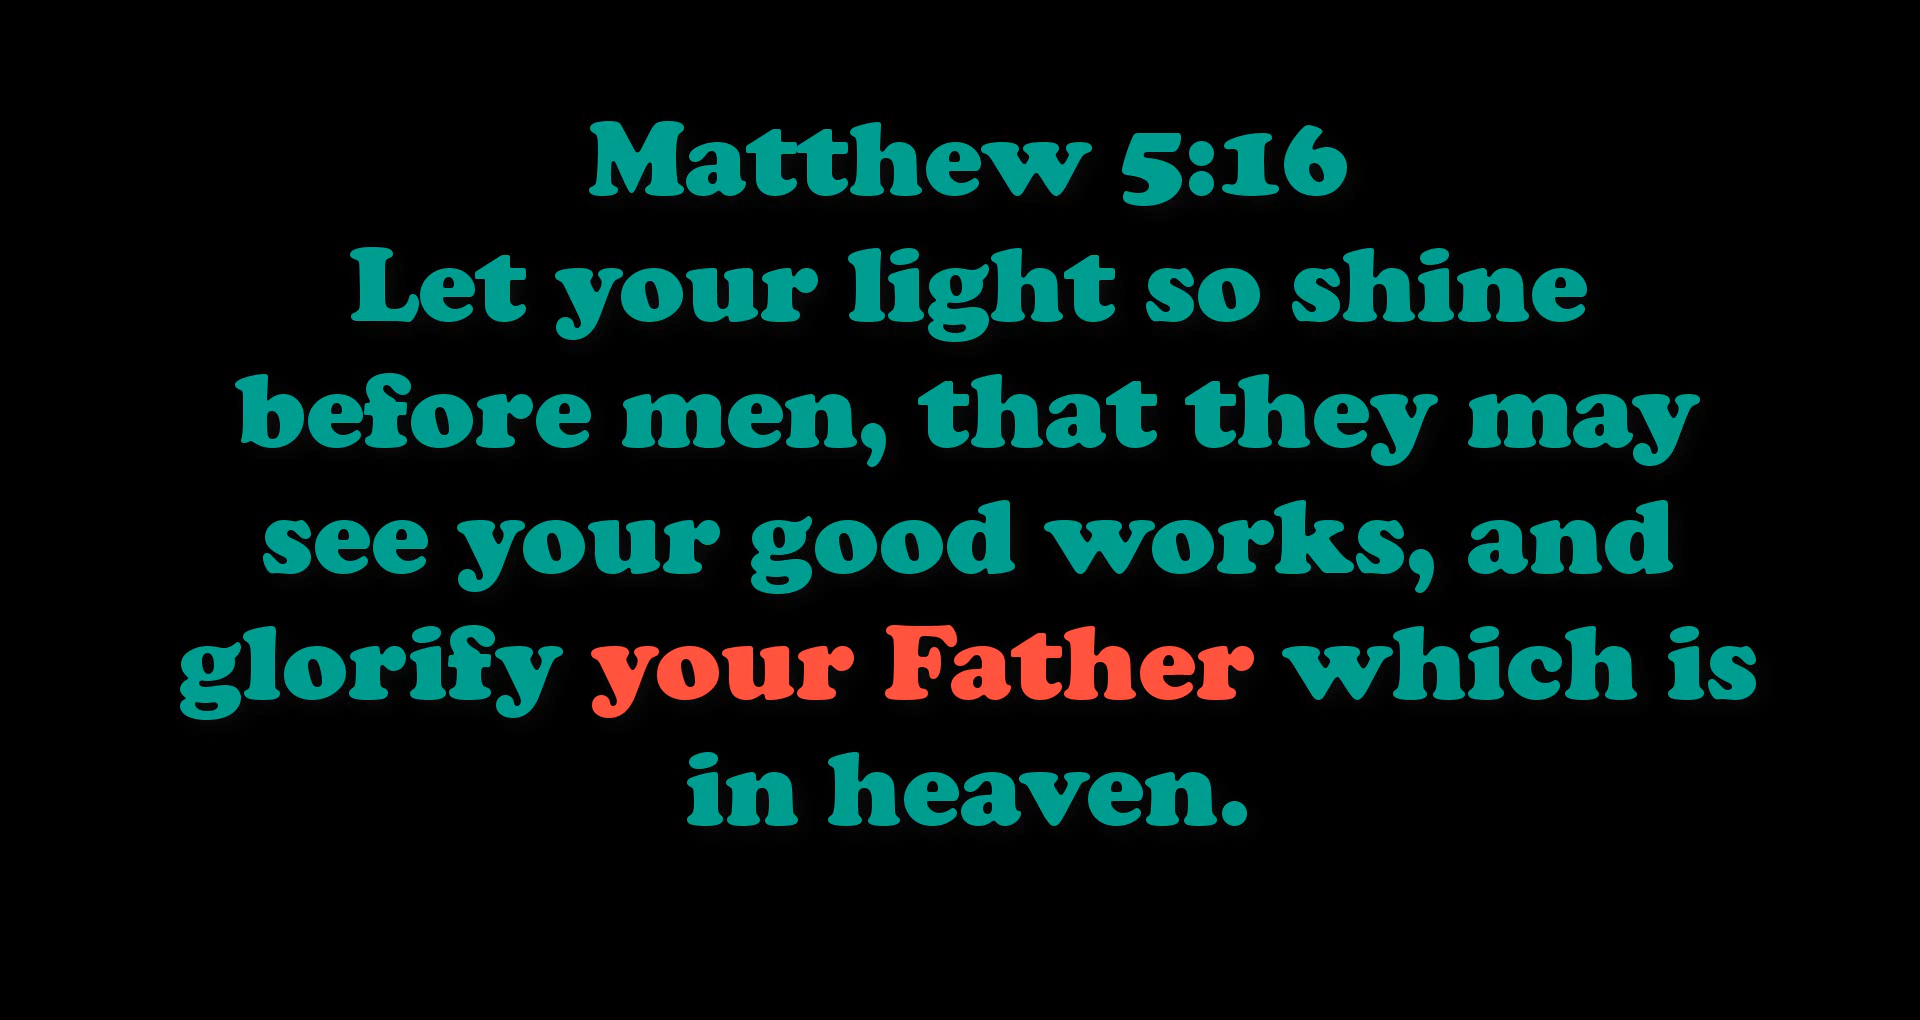 Matthew 5:16
Let your light so shine
before men, that they may
see your good works, and
glorify your Father which is
in heaven.